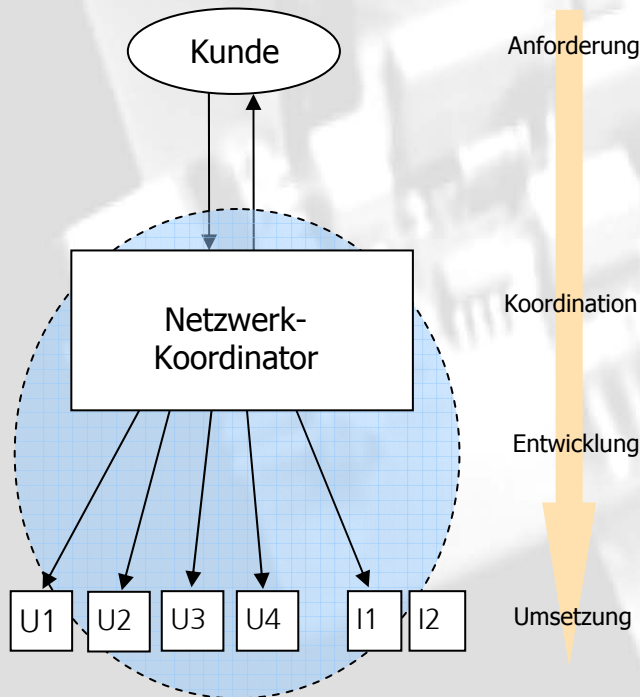 Kunde
Anforderung
Netzwerk-
Koordinator
Koordination
Entwicklung
U1 U2 U3 U4 I1 I2
Umsetzung